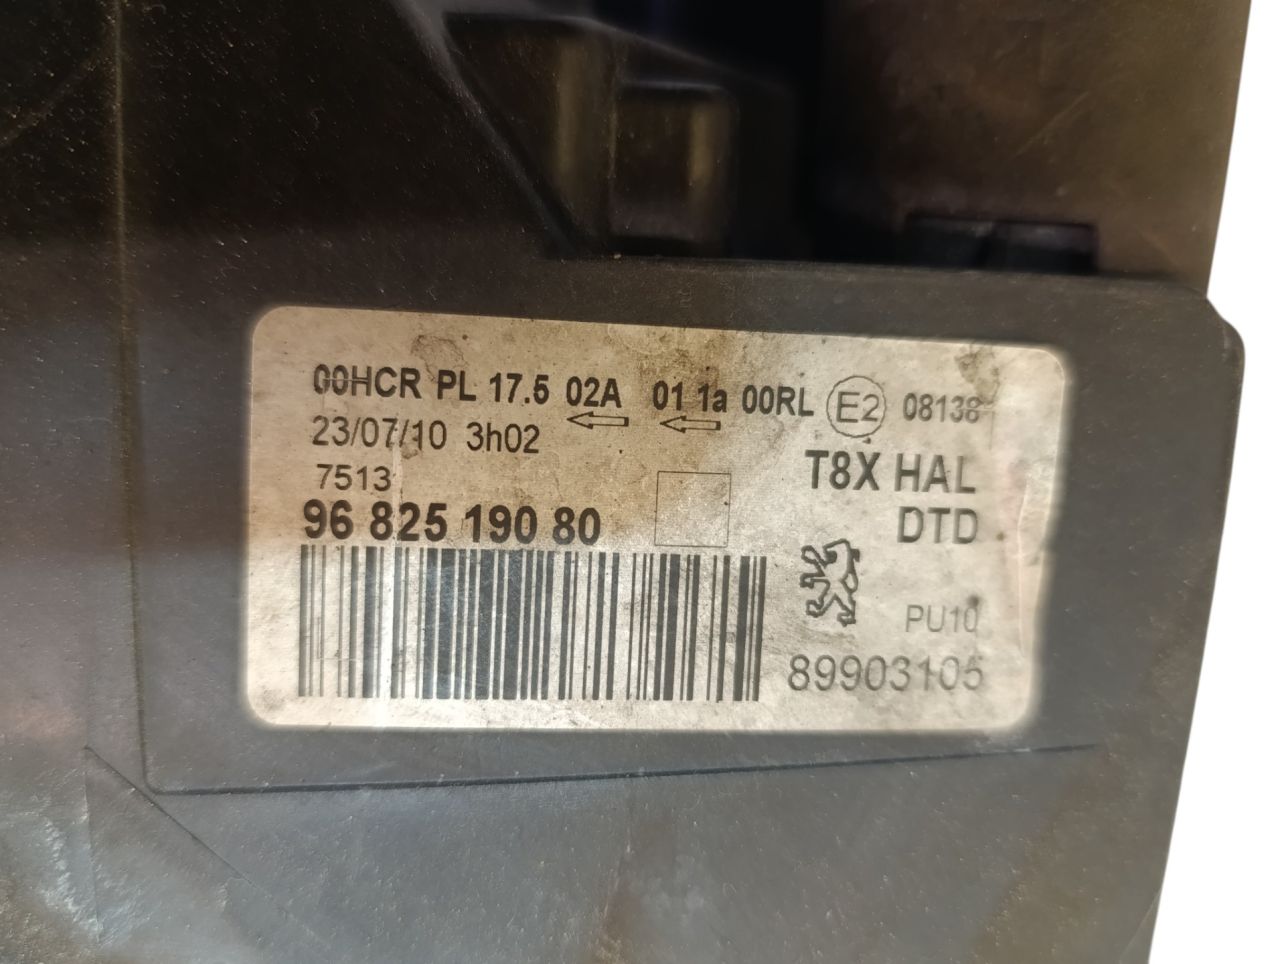 00HCR PL 17.5 02A 01 1a 00RL E2 08138
23/07/10 3h02
7513
T8X HAL
96 825 190 80
DTD
PU10
89903105